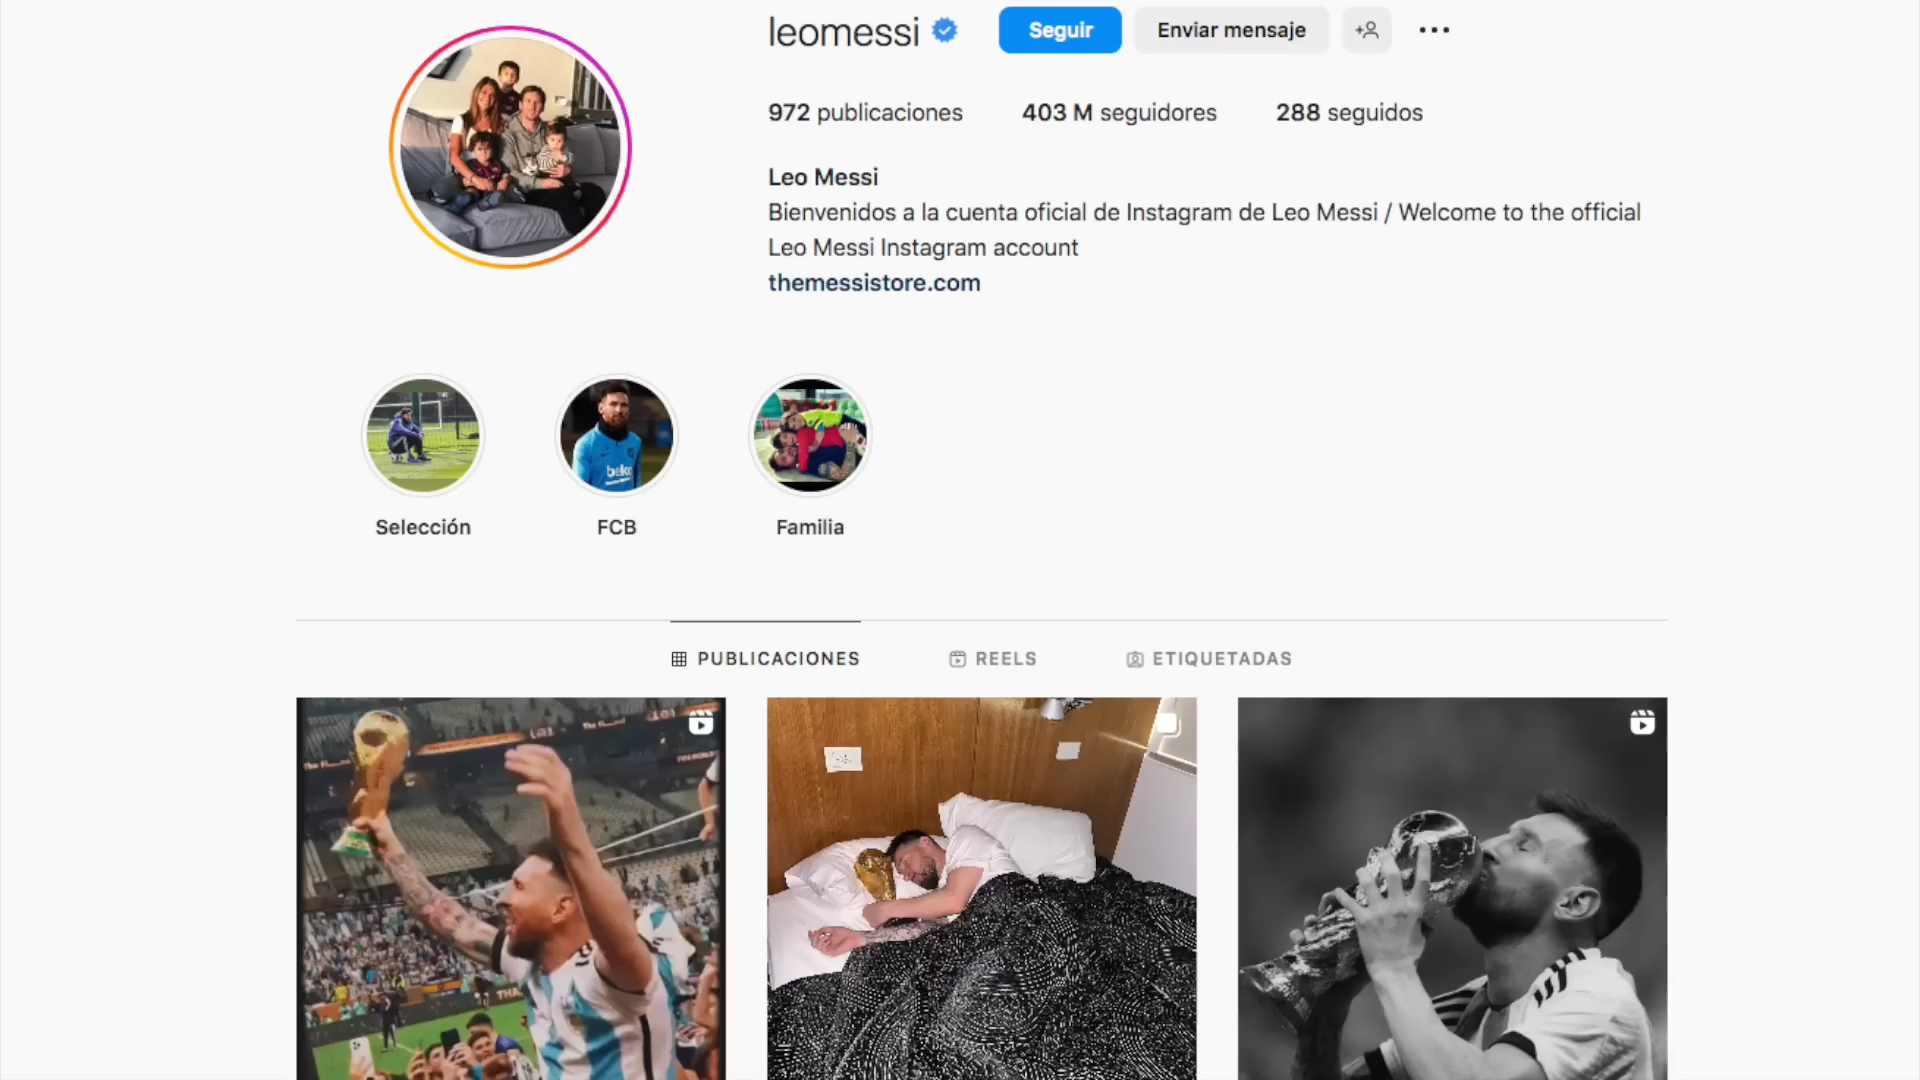 leomessi
Seguir
Enviar mensaje
972 publicaciones
403 M seguidores
288 seguidos
Leo Messi
Bienvenidos a la cuenta oficial de Instagram de Leo Messi / Welcome to the official
Leo Messi Instagram account
themessistore.com
beko
Selección
FCB
Familia
PUBLICACIONES
REELS
ETIQUETADAS